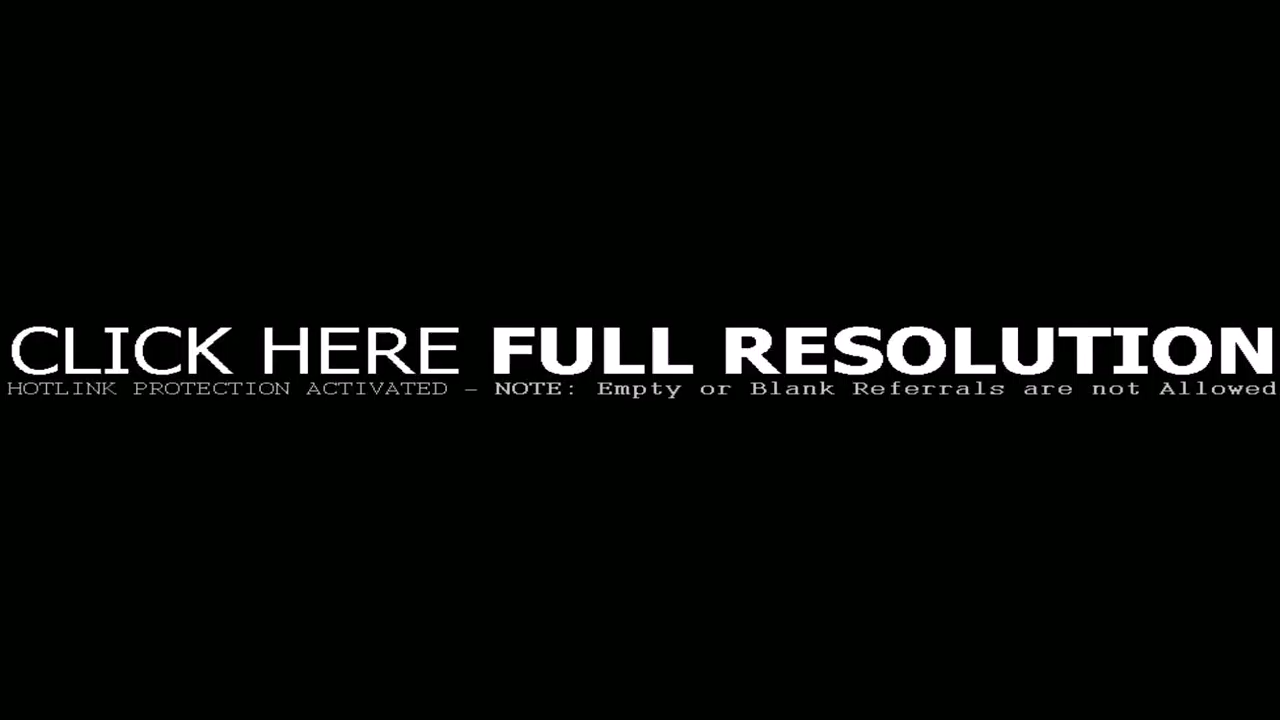 CLICK HERE FULL RESOLUTION
HOTLINK PROTECTION ACTIVATED - NOTE: Empty or Blank Referrals are not Allowed